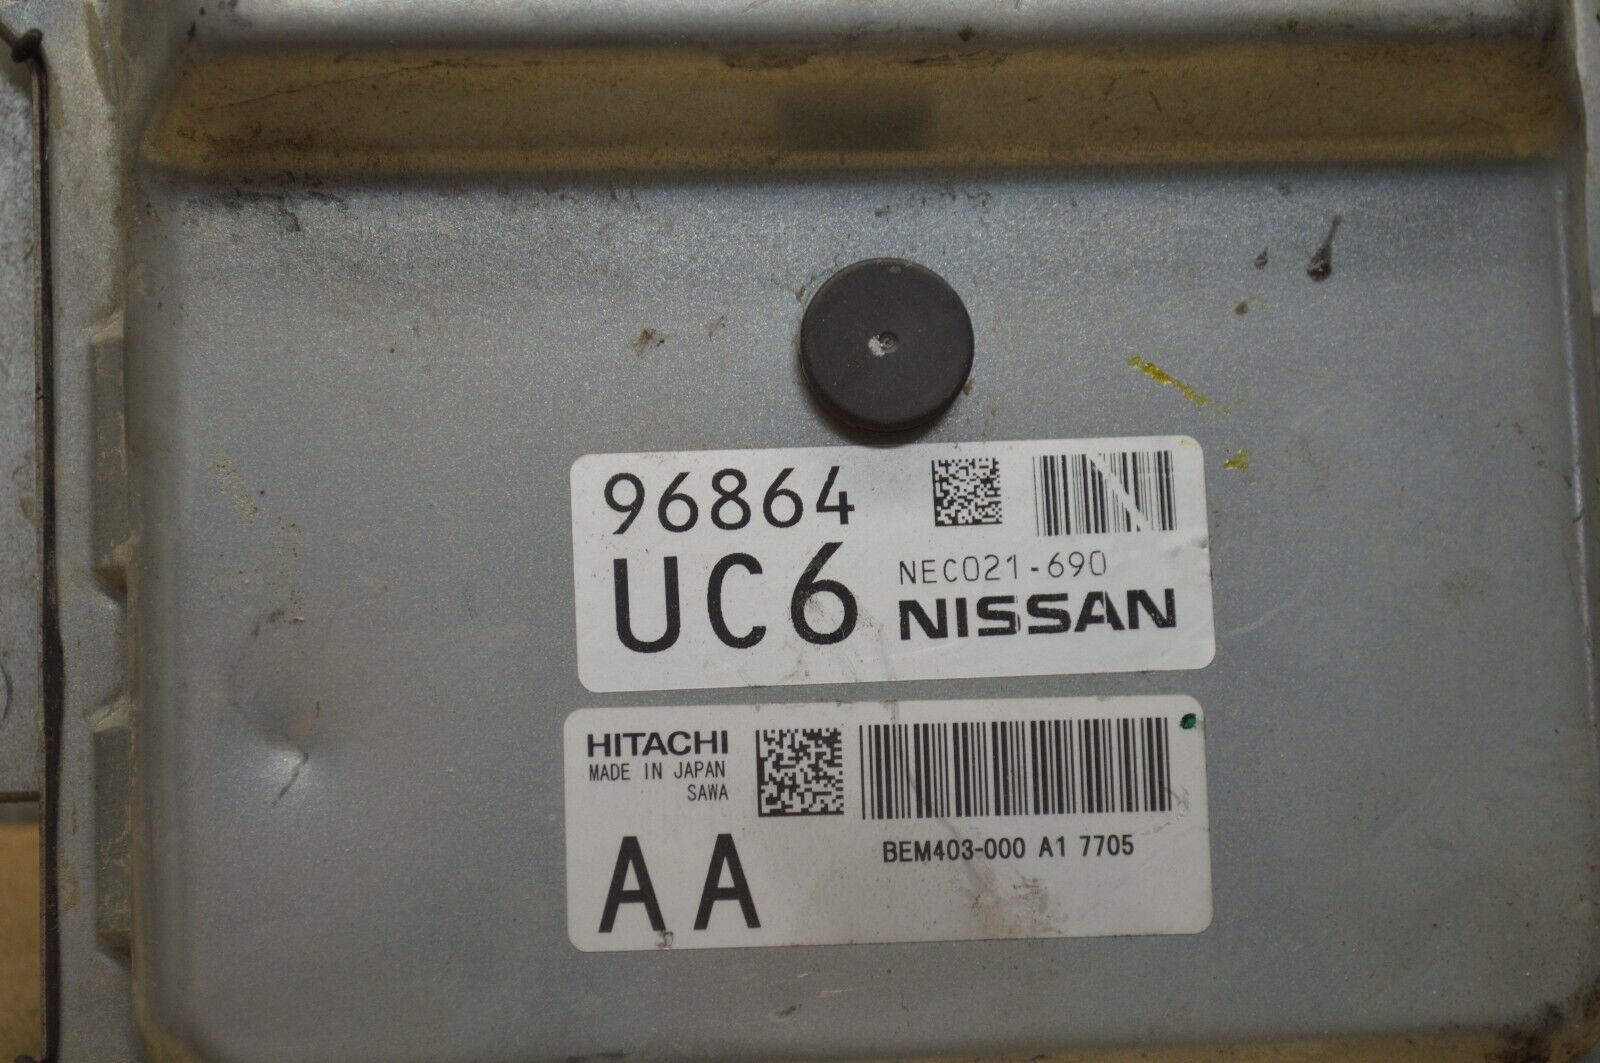 96864
UC6
NEC021-690
NISSAN
HITACHI
MADE IN JAPAN
SAWA
AA
BEM403-000 A1 7705